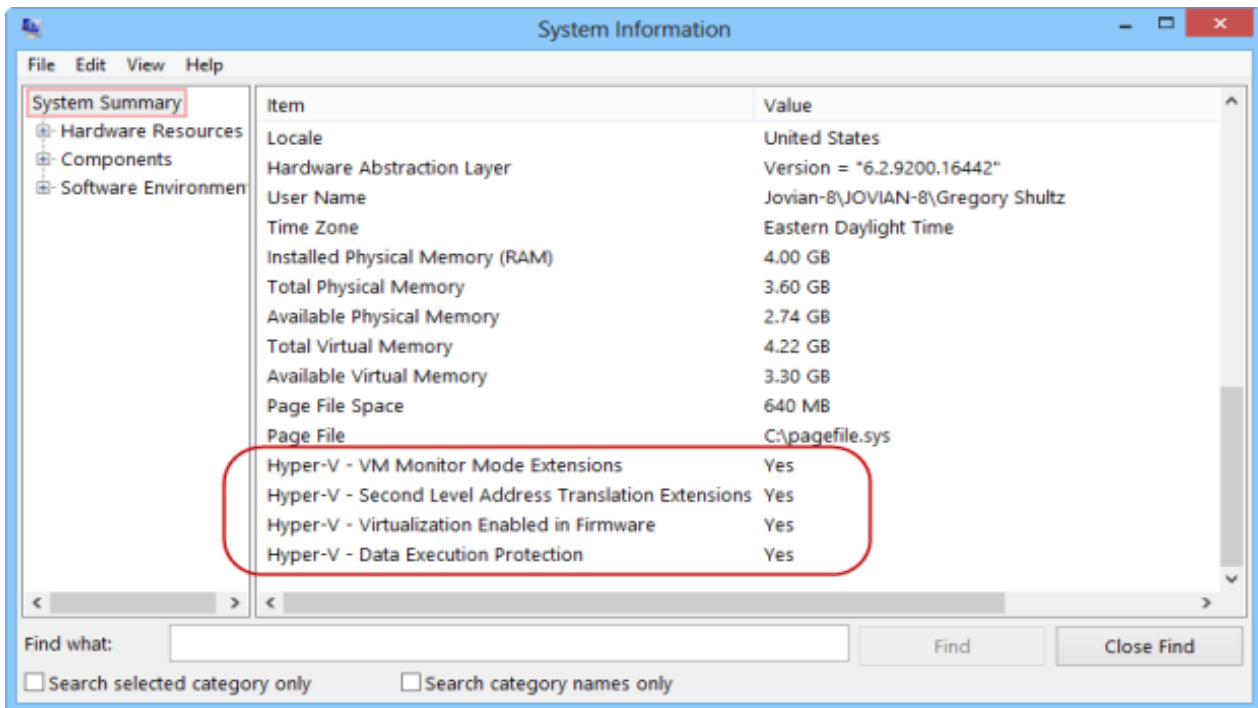 System Information
File Edit View Help
System Summary
Hardware Resources
Components
Software Environmen
Item Value
Locale United States
Hardware Abstraction Layer Version = "6.2.9200.16442"
User Name Jovian-8\JOVIAN-8\Gregory Shultz
Time Zone Eastern Daylight Time
Installed Physical Memory (RAM) 4.00 GB
Total Physical Memory 3.60 GB
Available Physical Memory 2.74 GB
Total Virtual Memory 4.22 GB
Available Virtual Memory 3.30 GB
Page File Space 640 MB
Page File C:\pagefile.sys
Hyper-V - VM Monitor Mode Extensions Yes
Hyper-V - Second Level Address Translation Extensions Yes
Hyper-V - Virtualization Enabled in Firmware Yes
Hyper-V - Data Execution Protection Yes
Find what: Find Close Find
Search selected category only Search category names only